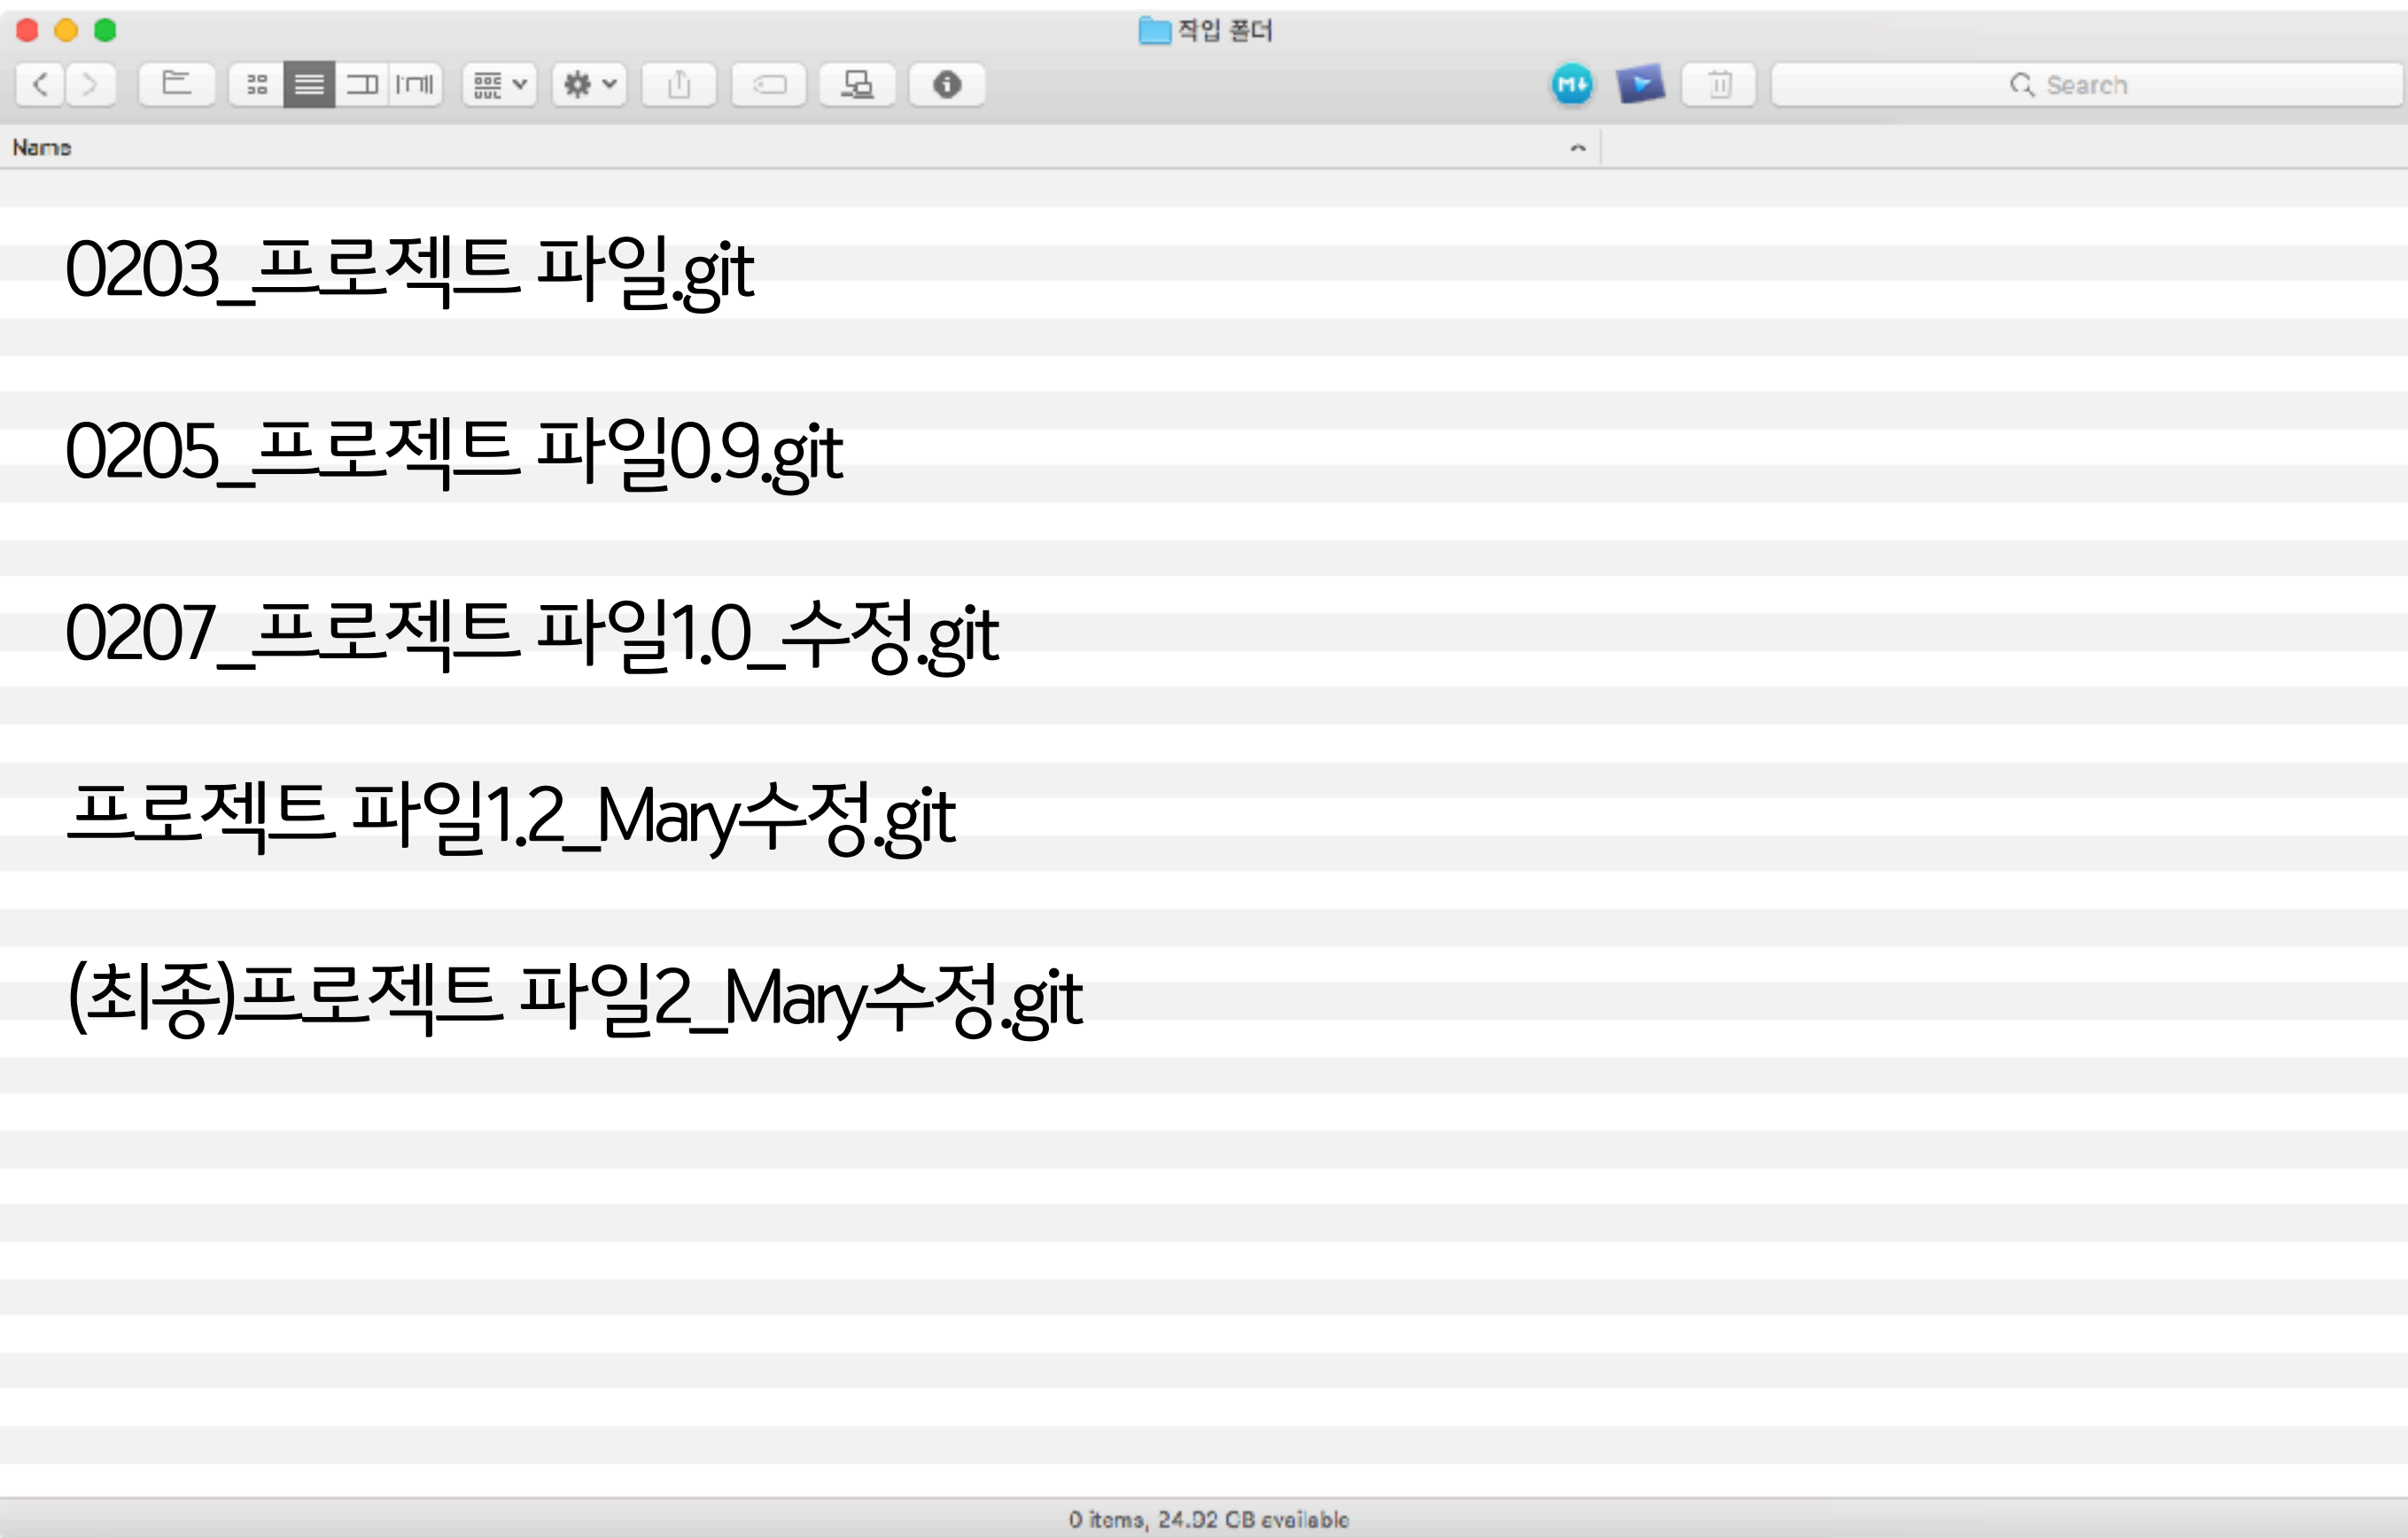 작업 폴더
M↓
Search
Name
0203_프로젝트 파일.git
0205_프로젝트 파일0.9.git
0207_프로젝트 파일1.0_수정.git
프로젝트 파일1.2_Mary수정.git
(최종)프로젝트 파일2_Mary수정.git
0 items, 24.92 GB available